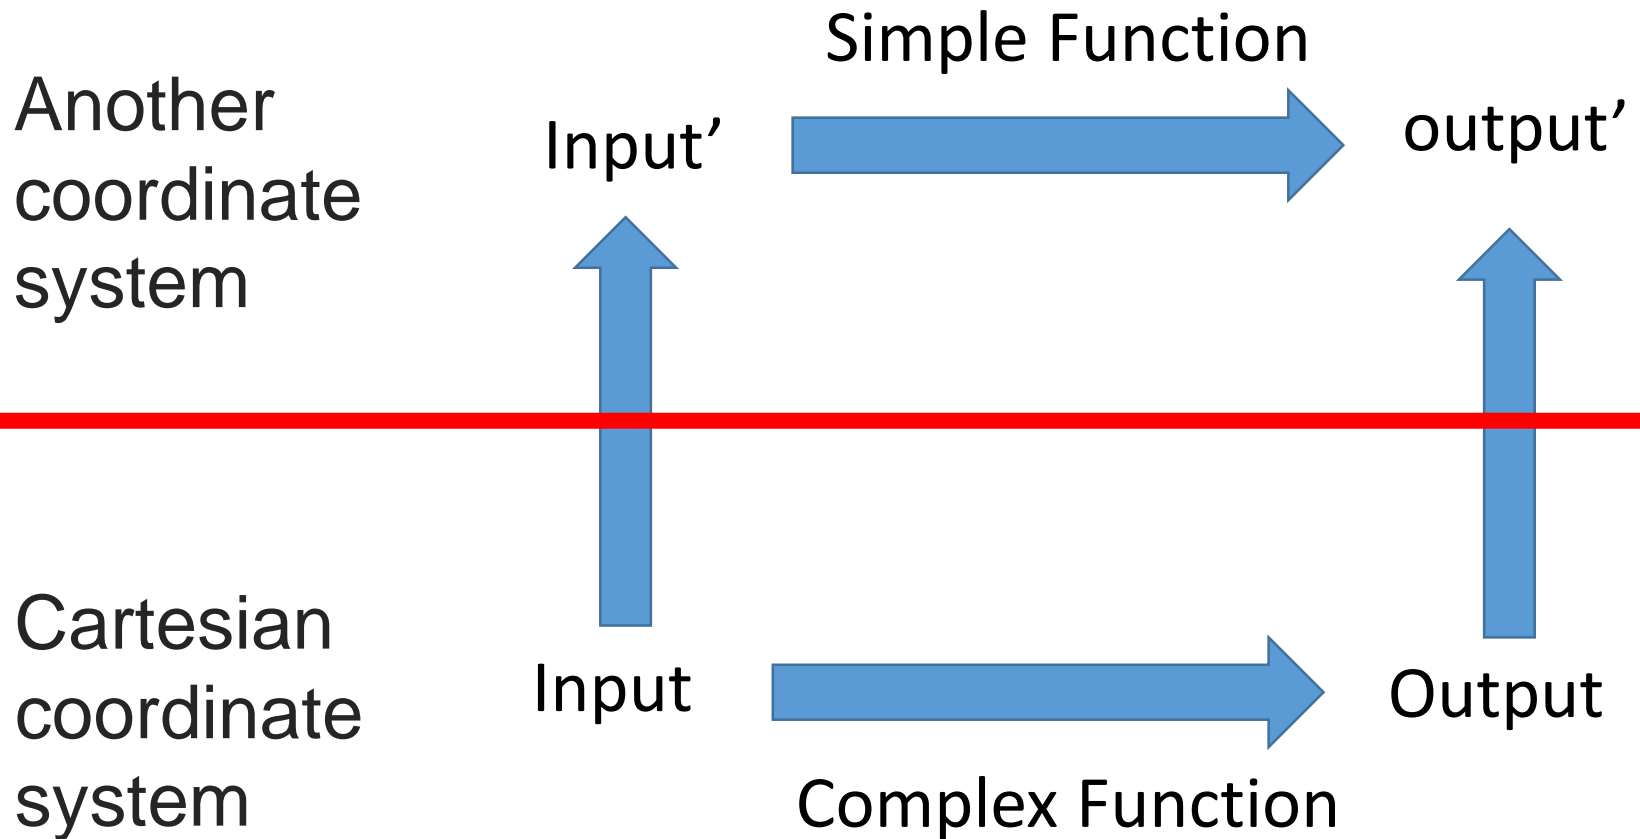 Simple Function
Another
coordinate
system
Input’
output’
Cartesian
coordinate
system
Input
Output
Complex Function